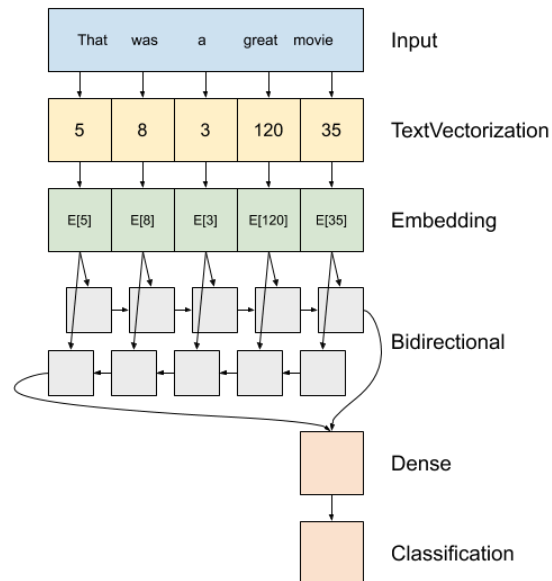 That was a great movie Input
5 8 3 120 35 TextVectorization
E[5] E[8] E[3] E[120] E[35] Embedding
Bidirectional
Dense
Classification